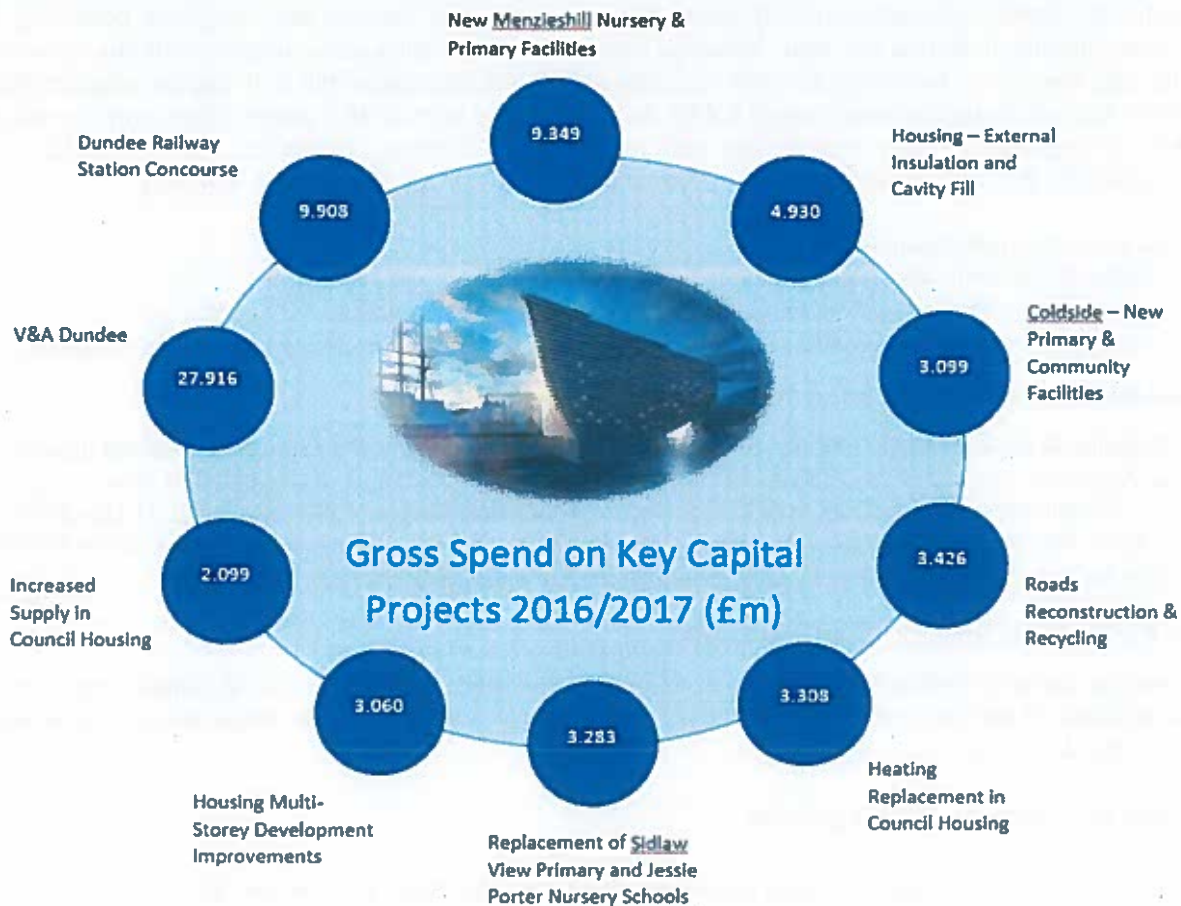 New Menzieshill Nursery &
Primary Facilities
9.349
Housing – External
Insulation and
Cavity Fill
4.930
Coldside – New
Primary &
Community
Facilities
3.099
3.426
Roads
Reconstruction &
Recycling
3.308
Heating
Replacement in
Council Housing
3.283
Replacement of Sidlaw
View Primary and Jessie
Porter Nursery Schools
3.060
Housing Multi-
Storey Development
Improvements
2.099
Increased
Supply in
Council Housing
V&A Dundee
27.916
Dundee Railway
Station Concourse
9.908
Gross Spend on Key Capital
Projects 2016/2017 (£m)